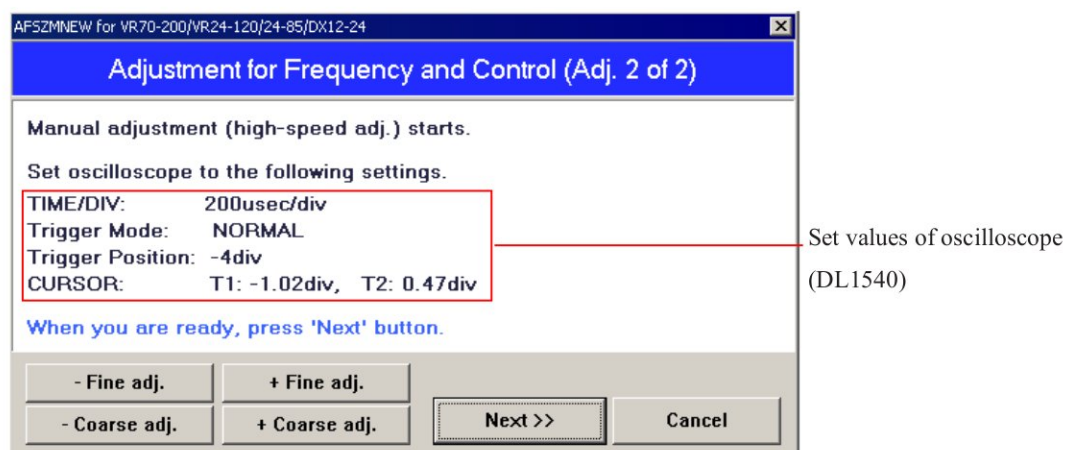 AFSZMNEW for VR70-200/VR24-120/24-85/DX12-24
Adjustment for Frequency and Control (Adj. 2 of 2)
Manual adjustment (high-speed adj.) starts.
Set oscilloscope to the following settings.
TIME/DIV: 200usec/div
Trigger Mode: NORMAL
Trigger Position: -4div
CURSOR: T1: -1.02div, T2: 0.47div
Set values of oscilloscope
(DL1540)
When you are ready, press 'Next' button.
- Fine adj. + Fine adj.
- Coarse adj. + Coarse adj. Next >> Cancel